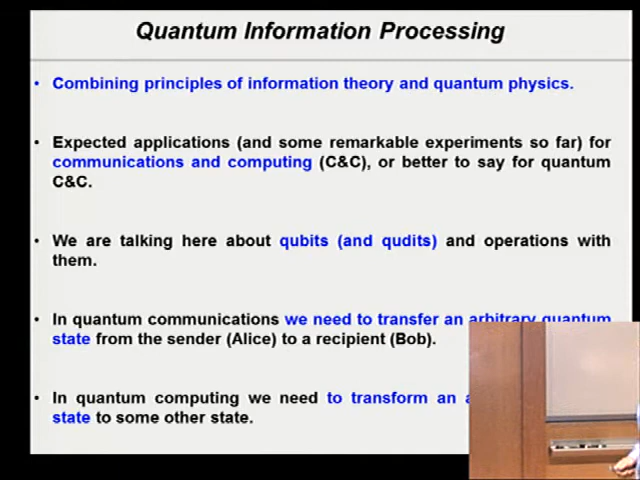 Quantum Information Processing
• Combining principles of information theory and quantum physics.
• Expected applications (and some remarkable experiments so far) for
communications and computing (C&C), or better to say for quantum
C&C.
• We are talking here about qubits (and qudits) and operations with
them.
• In quantum communications we need to transfer an arbitrary quantum
state from the sender (Alice) to a recipient (Bob).
• In quantum computing we need to transform an
state to some other state.